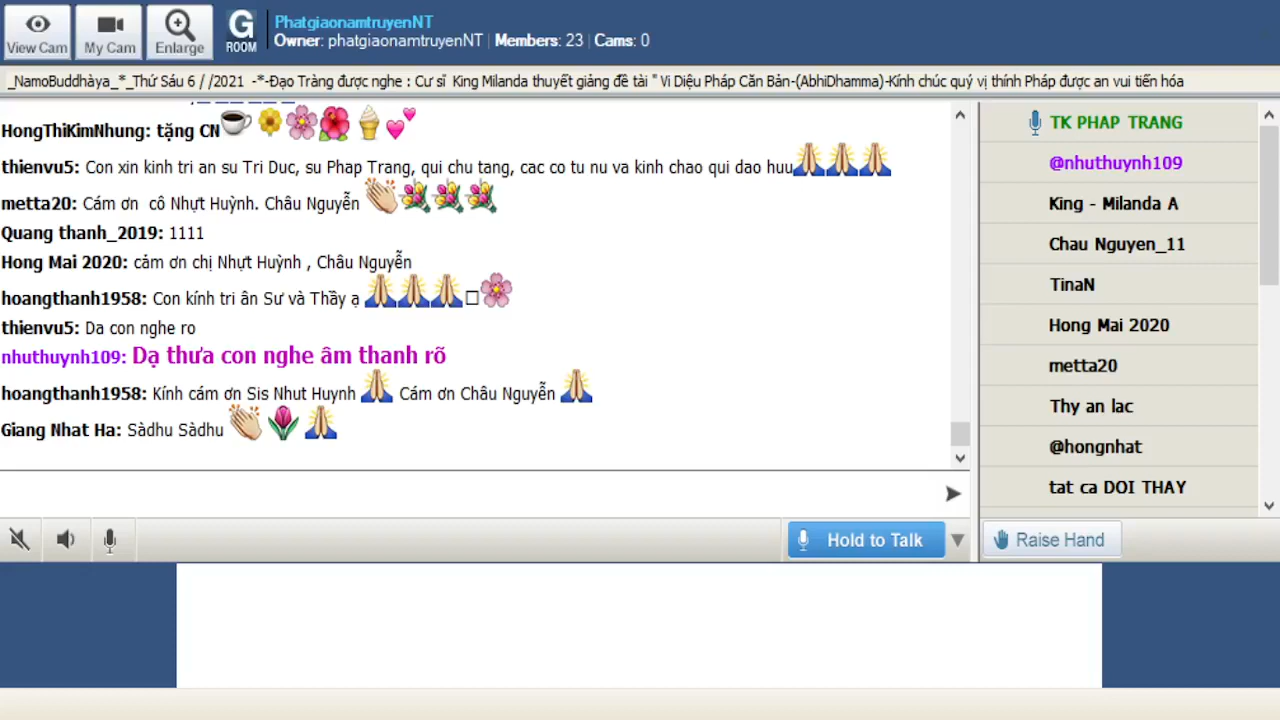 View Cam
My Cam
Enlarge
G
ROOM
PhatgiaonamtruyenNT
Owner: phatgiaonamtruyenNT | Members: 23 | Cams: 0
_NamoBuddhàya_*_Thứ Sáu 6 / /2021 -*-Đạo Tràng được nghe : Cư sĩ King Milanda thuyết giảng đề tài " Vi Diệu Pháp Căn Bản-(AbhiDhamma)-Kính chúc quý vị thính Pháp được an vui tiến hóa
HongThiKimNhung: tặng CN
thienvu5: Con xin kinh tri an su Tri Duc, su Phap Trang, qui chu tang, cac co tu nu va kinh chao qui dao huu
metta20: Cám ơn cô Nhựt Huỳnh. Châu Nguyễn
Quang thanh_2019: 1111
Hong Mai 2020: cảm ơn chị Nhựt Huỳnh , Châu Nguyễn
hoangthanh1958: Con kính tri ân Sư và Thầy ạ
thienvu5: Da con nghe ro
nhuthuynh109: Dạ thưa con nghe âm thanh rõ
hoangthanh1958: Kính cám ơn Sis Nhut Huynh Cám ơn Châu Nguyễn
Giang Nhat Ha: Sàdhu Sàdhu
TK PHAP TRANG
@nhuthuynh109
King - Milanda A
Chau Nguyen_11
TinaN
Hong Mai 2020
metta20
Thy an lac
@hongnhat
tat ca DOI THAY
Hold to Talk
Raise Hand